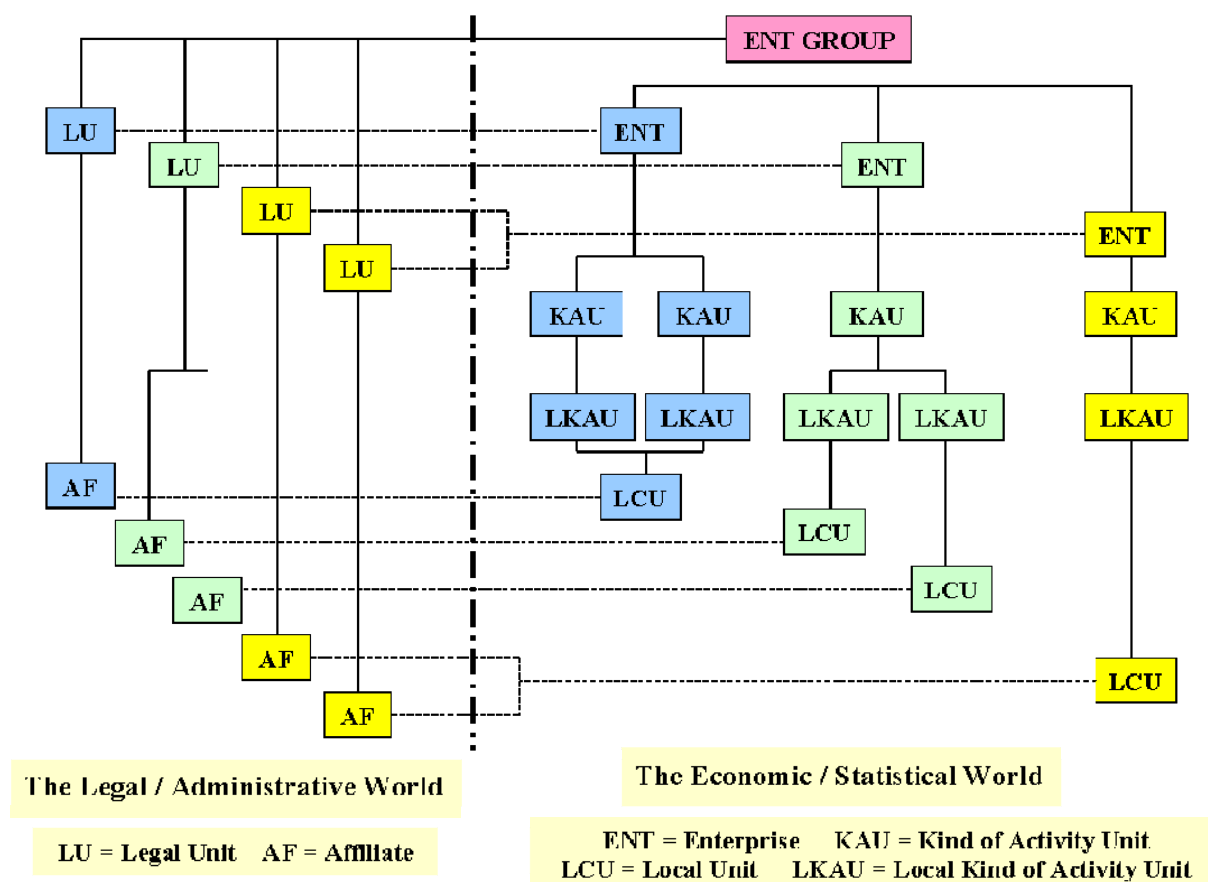 ENT GROUP
LU
ENT
LU
ENT
LU
ENT
LU
KAU
KAU
KAU
KAU
LKAU
LKAU
LKAU
LKAU
LKAU
AF
LCU
AF
LCU
AF
LCU
AF
LCU
AF
The Legal / Administrative World
The Economic / Statistical World
LU = Legal Unit AF = Affiliate
ENT = Enterprise KAU = Kind of Activity Unit
LCU = Local Unit LKAU = Local Kind of Activity Unit